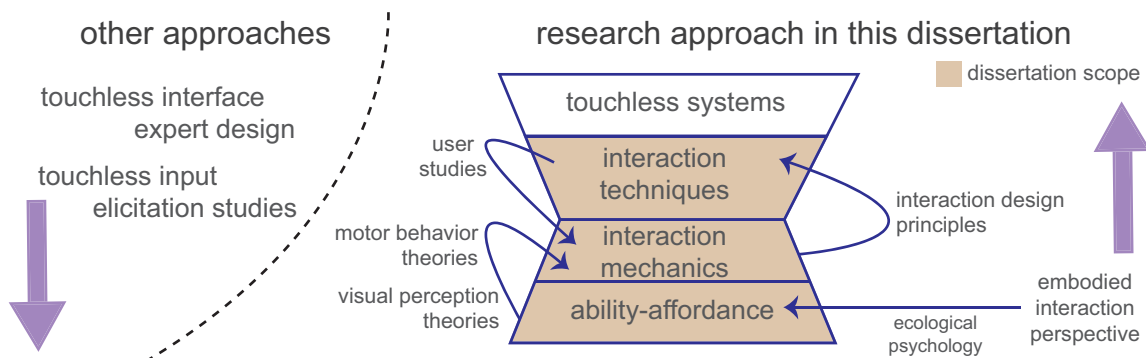 other approaches
touchless interface
expert design
touchless input
elicitation studies
research approach in this dissertation
dissertation scope
touchless systems
user
studies
interaction
techniques
interaction design
principles
motor behavior
theories
interaction
mechanics
visual perception
theories
ability-affordance
ecological
psychology
embodied
interaction
perspective